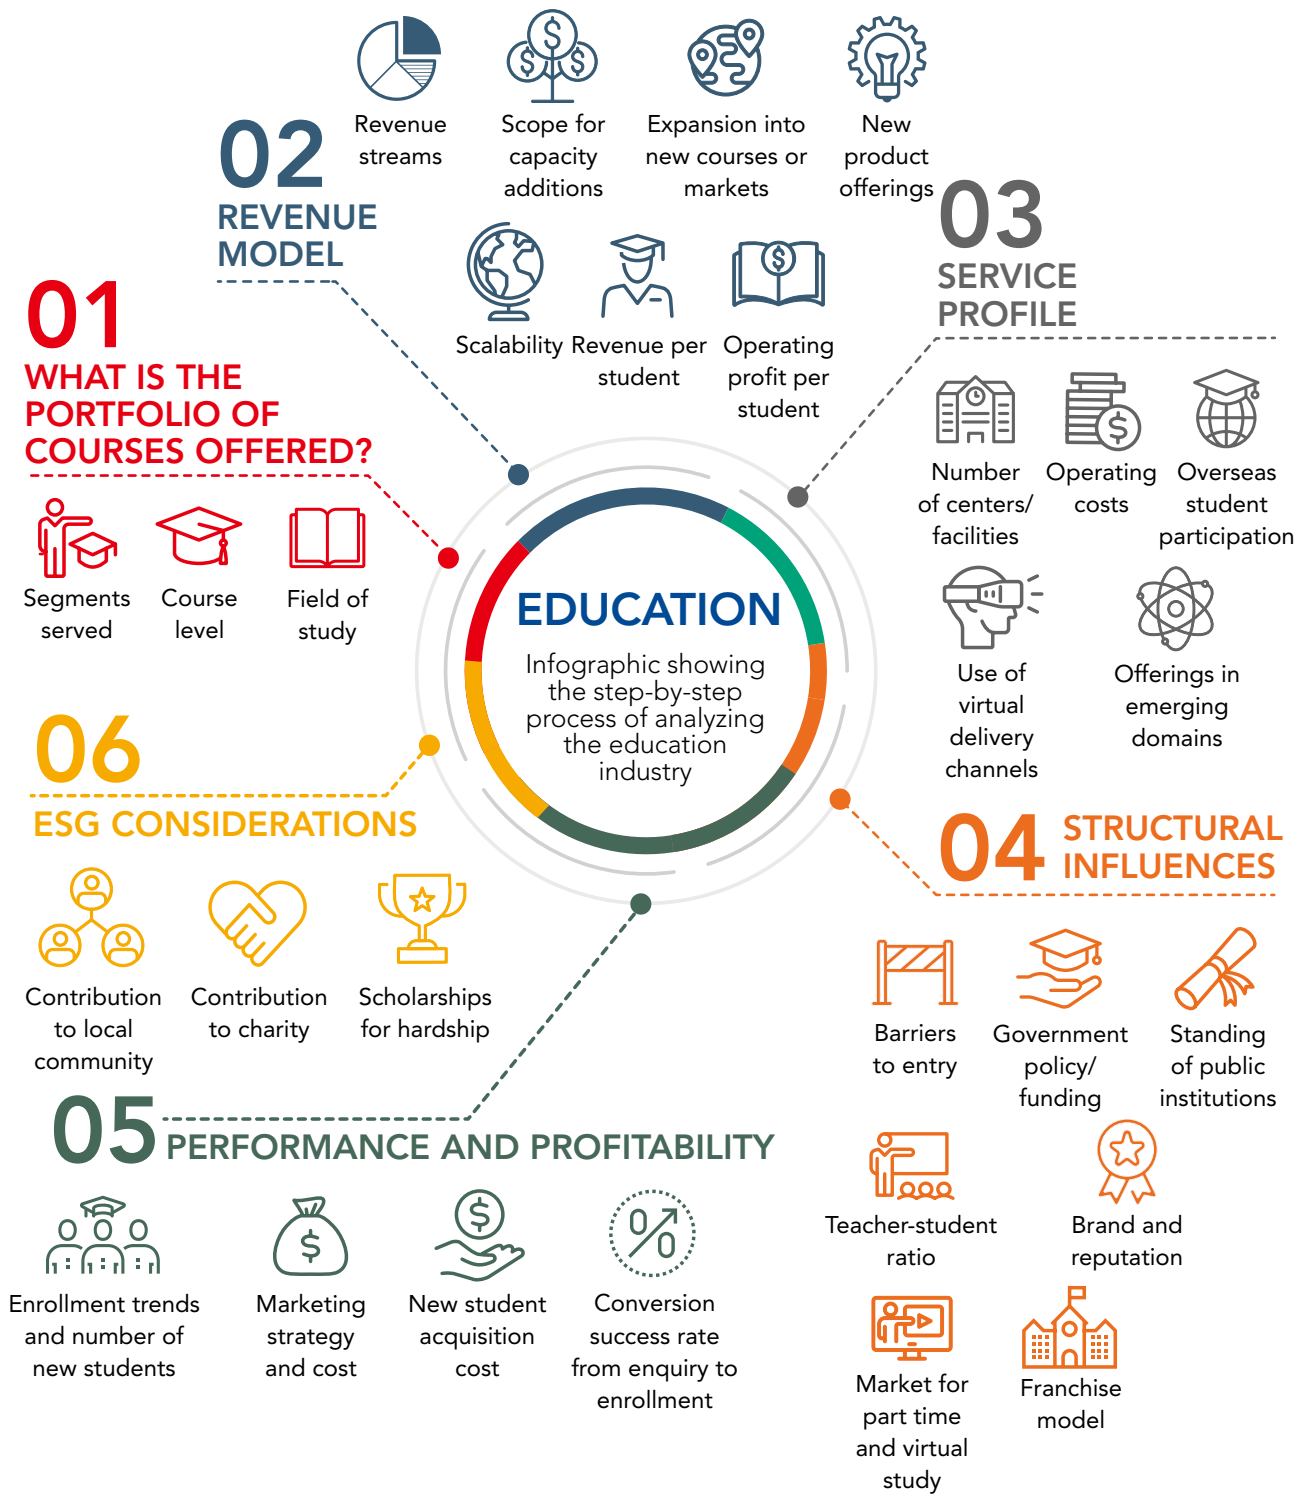 01
WHAT IS THE
PORTFOLIO OF
COURSES OFFERED?
Segments
served
Course
level
Field of
study
02
REVENUE
MODEL
Revenue
streams
Scope for
capacity
additions
Expansion into
new courses or
markets
New
product
offerings
Scalability
Revenue per
student
Operating
profit per
student
03
SERVICE
PROFILE
Number
of centers/
facilities
Operating
costs
Overseas
student
participation
Use of
virtual
delivery
channels
Offerings in
emerging
domains
EDUCATION
Infographic showing
the step-by-step
process of analyzing
the education
industry
04
STRUCTURAL
INFLUENCES
Barriers
to entry
Government
policy/
funding
Standing
of public
institutions
Teacher-student
ratio
Brand and
reputation
Market for
part time
and virtual
study
Franchise
model
05
PERFORMANCE AND PROFITABILITY
Enrollment trends
and number of
new students
Marketing
strategy
and cost
New student
acquisition
cost
Conversion
success rate
from enquiry to
enrollment
06
ESG CONSIDERATIONS
Contribution
to local
community
Contribution
to charity
Scholarships
for hardship